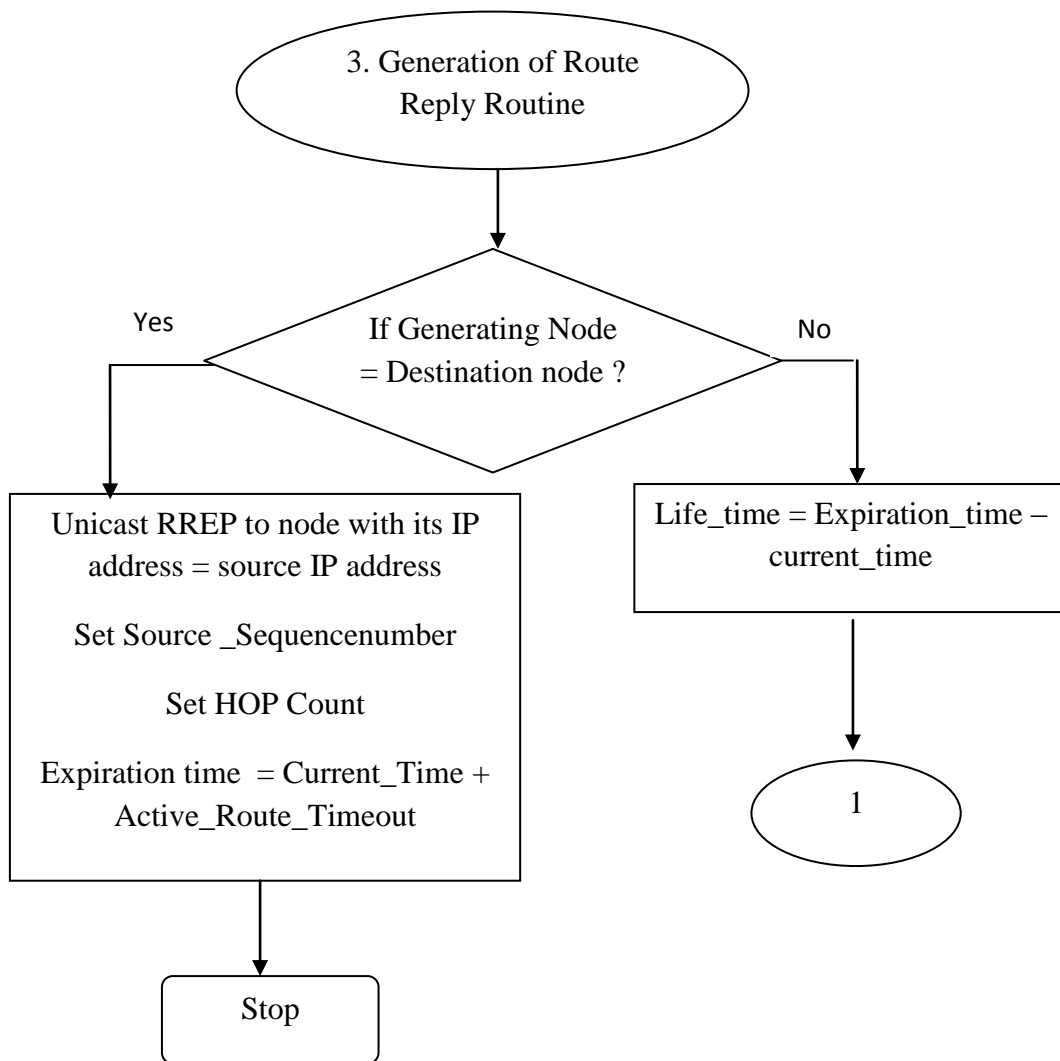 3. Generation of Route
Reply Routine
If Generating Node
= Destination node ?
Yes
No
Unicast RREP to node with its IP
address = source IP address
Set Source _Sequencenumber
Set HOP Count
Expiration time  = Current_Time +
Active_Route_Timeout
Life_time = Expiration_time –
current_time
1
Stop